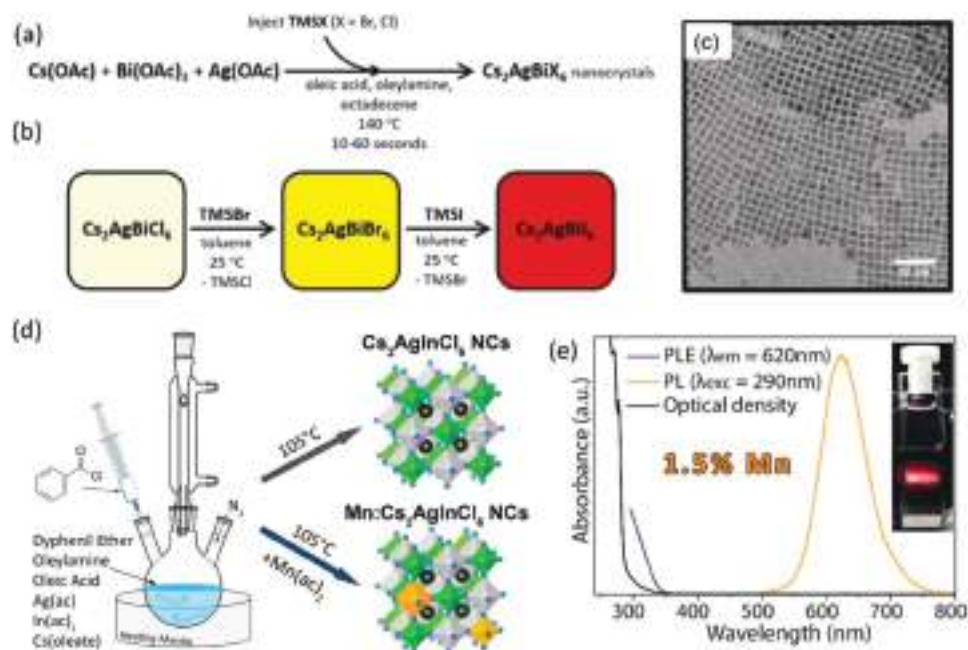 (a)
Inject TMSX (X = Br, Cl)
Cs(OAc) + Bi(OAc)3 + Ag(OAc)
Cs2AgBiX6 nanocrystals
oleic acid, oleylamine,
octadecene
140 °C
10-60 seconds
(b)
Cs2AgBiCl6
TMSBr
toluene
25 °C
- TMSCl
Cs2AgBiBr6
TMSI
toluene
25 °C
- TMSBr
Cs2AgBiI6
(c)
(d)
O
Cl
N2
Dyphenil Ether
Oleylamine
Oleic Acid
Ag(ac)
In(ac)3
Cs(oleate)
Heating Mantle
105°C
Cs2AgInCl6 NCs
105°C
+Mn(ac)2
Mn:Cs2AgInCl6 NCs
(e)
PLE (λem = 620nm)
PL (λexc = 290nm)
Optical density
1.5% Mn
Absorbance (a.u.)
300 400 500 600 700 800
Wavelength (nm)